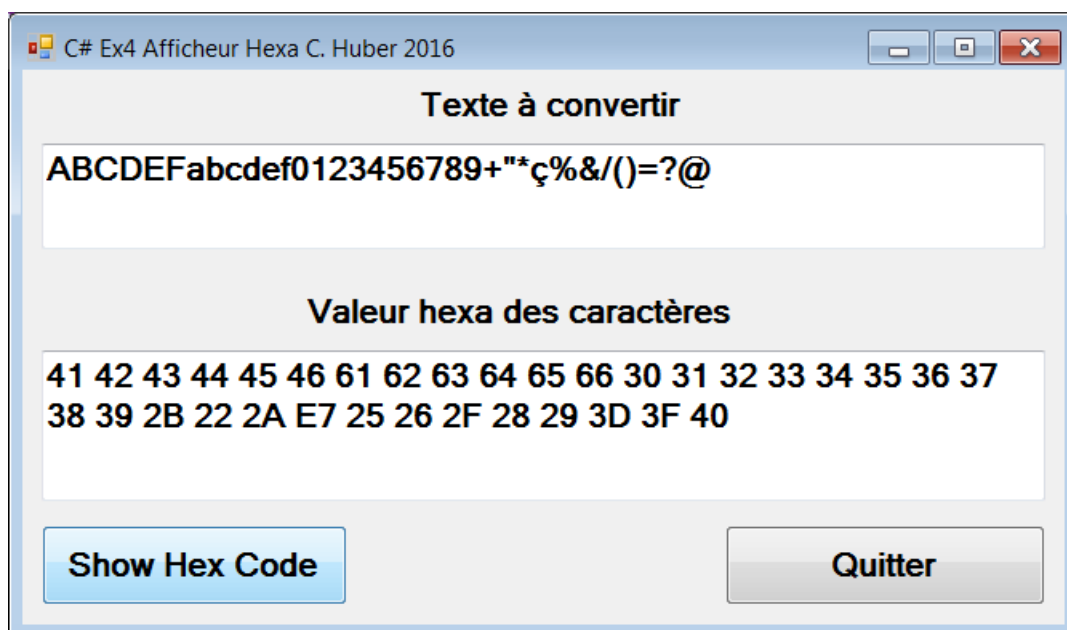 C# Ex4 Afficheur Hexa C. Huber 2016
Texte à convertir
ABCDEFabcdef0123456789+"*ç%&/()=?@
Valeur hexa des caractères
41 42 43 44 45 46 61 62 63 64 65 66 30 31 32 33 34 35 36 37
38 39 2B 22 2A E7 25 26 2F 28 29 3D 3F 40
Show Hex Code
Quitter